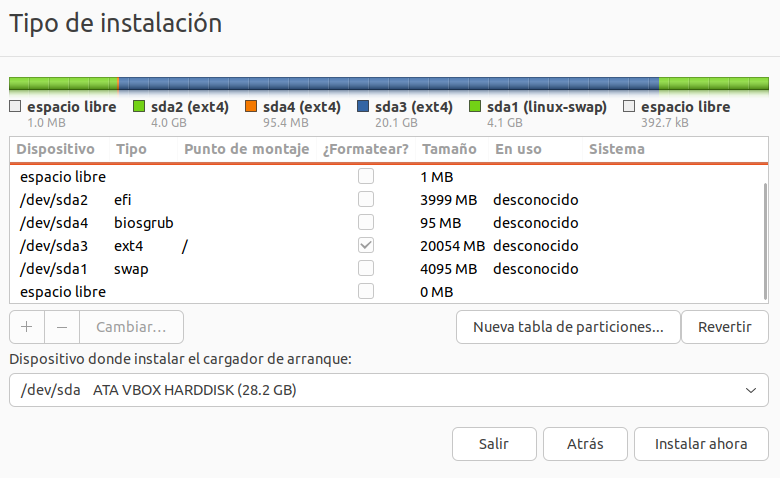 Tipo de instalación
espacio libre sda2 (ext4) sda4 (ext4) sda3 (ext4) sda1 (linux-swap) espacio libre
1.0 MB 4.0 GB 95.4 MB 20.1 GB 4.1 GB 392.7 kB
Dispositivo Tipo Punto de montaje ¿Formatear? Tamaño En uso Sistema
espacio libre 1 MB
/dev/sda2 efi 3999 MB desconocido
/dev/sda4 biosgrub 95 MB desconocido
/dev/sda3 ext4 / 20054 MB desconocido
/dev/sda1 swap 4095 MB desconocido
espacio libre 0 MB
+ − Cambiar... Nueva tabla de particiones... Revertir
Dispositivo donde instalar el cargador de arranque:
/dev/sda ATA VBOX HARDDISK (28.2 GB)
Salir Atrás Instalar ahora